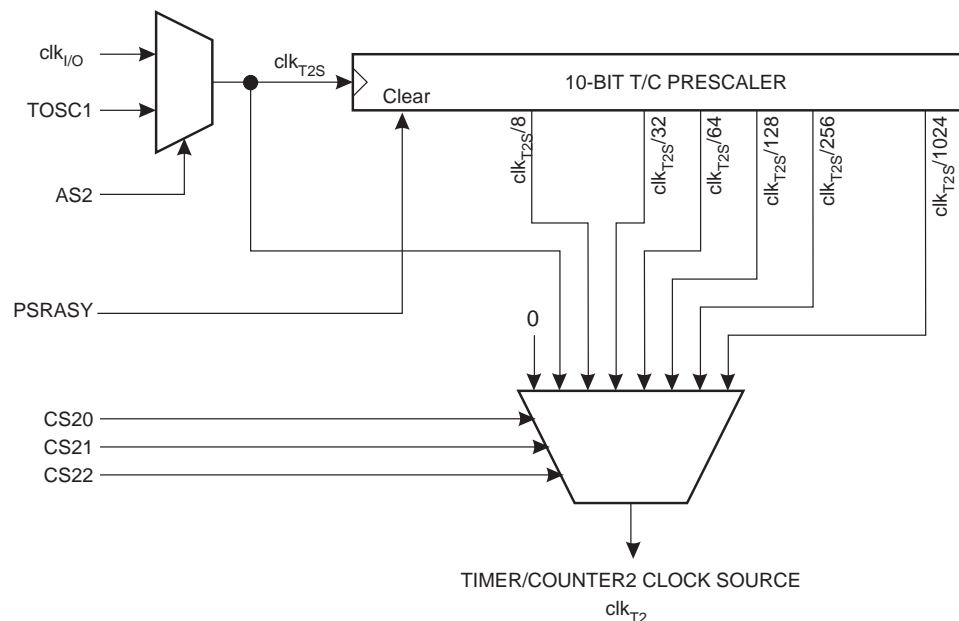 clkI/O
TOSC1
AS2
PSRASY
clkT2S
10-BIT T/C PRESCALER
Clear
clkT2S/8
clkT2S/32
clkT2S/64
clkT2S/128
clkT2S/256
clkT2S/1024
0
CS20
CS21
CS22
TIMER/COUNTER2 CLOCK SOURCE
clkT2